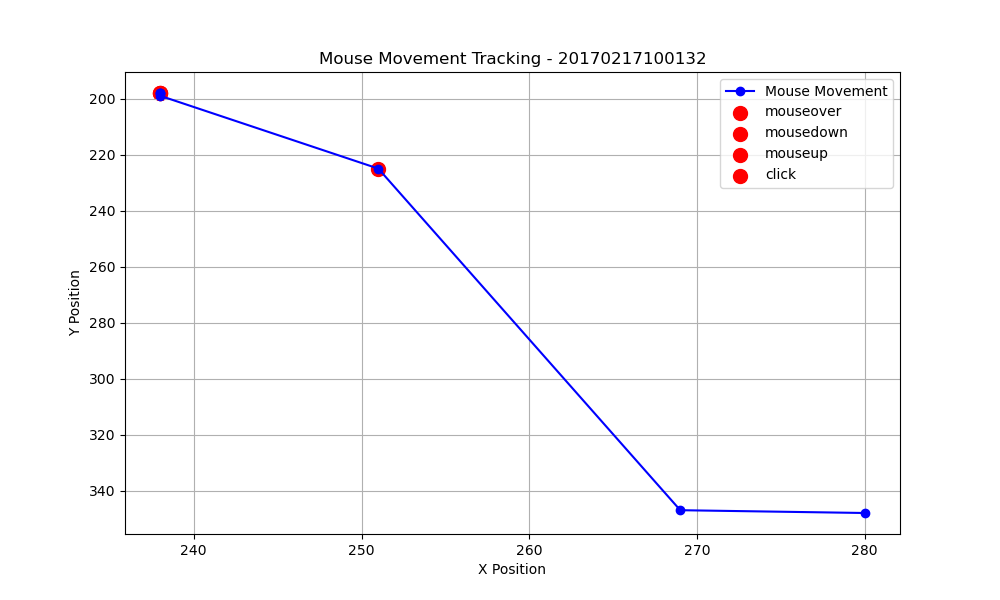 Mouse Movement Tracking - 20170217100132
Mouse Movement
mouseover
mousedown
mouseup
click
200
220
240
260
280
300
320
340
Y Position
240
250
260
270
280
X Position